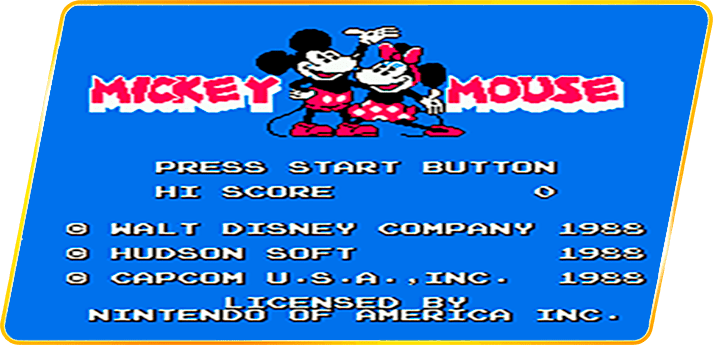 MICKEY MOUSE
PRESS START BUTTON
HI SCORE 0
© WALT DISNEY COMPANY 1988
© HUDSON SOFT 1988
© CAPCOM U.S.A.,INC. 1988
LICENSED BY
NINTENDO OF AMERICA INC.